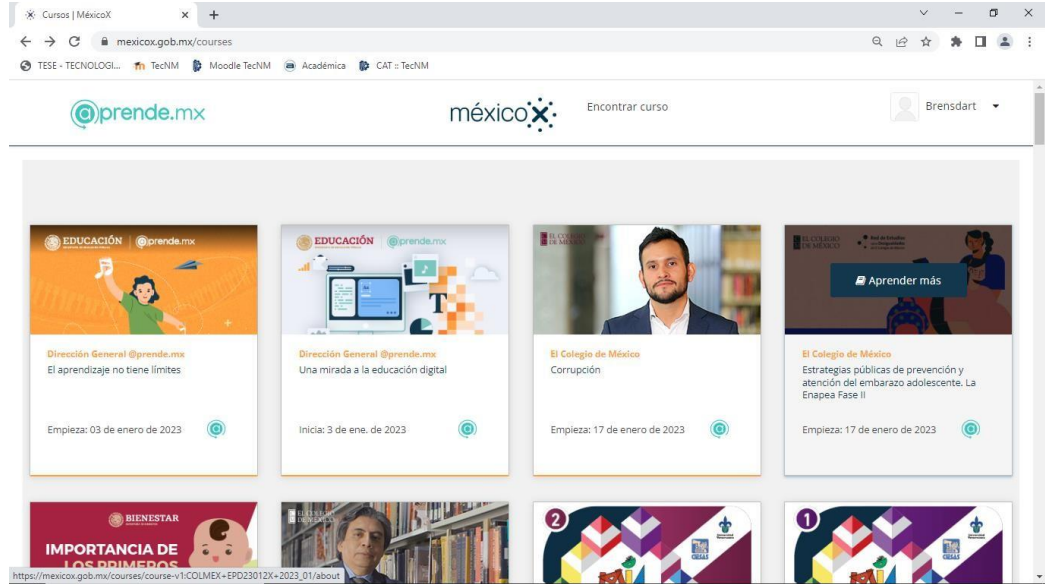 Cursos | MéxicoX
mexicox.gob.mx/courses
TESE - TECNOLOGI... TecNM Moodle TecNM Académica CAT :: TecNM
@prende.mx
méxicoX
Encontrar curso
Brensdart
EDUCACIÓN @prende.mx
EDUCACIÓN @prende.mx
EL COLEGIO DE MÉXICO
EL COLEGIO DE MÉXICO
Aprender más
Dirección General @prende.mx
El aprendizaje no tiene límites
Empieza: 03 de enero de 2023
Dirección General @prende.mx
Una mirada a la educación digital
Inicia: 3 de ene. de 2023
El Colegio de México
Corrupción
Empieza: 17 de enero de 2023
El Colegio de México
Estrategias públicas de prevención y
atención del embarazo adolescente. La
Enapea Fase II
Empieza: 17 de enero de 2023
BIENESTAR
IMPORTANCIA DE
LOS PRIMEROS
EL COLEGIO
DE MÉXICO
2
CIESAS
1
CIESAS
https://mexicox.gob.mx/courses/course-v1:COLMEX+EPD23012X+2023_01/about